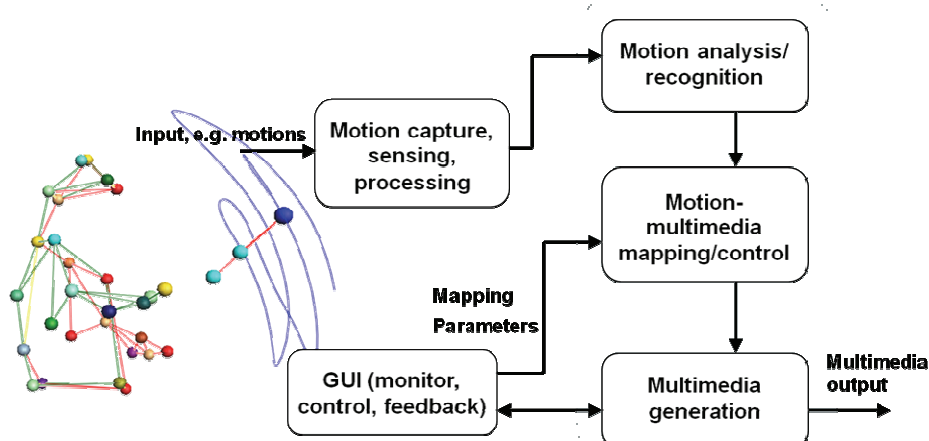 Motion analysis/
recognition
Input, e.g. motions
Motion capture,
sensing,
processing
Motion-
multimedia
mapping/control
Mapping
Parameters
GUI (monitor,
control, feedback)
Multimedia
generation
Multimedia
output